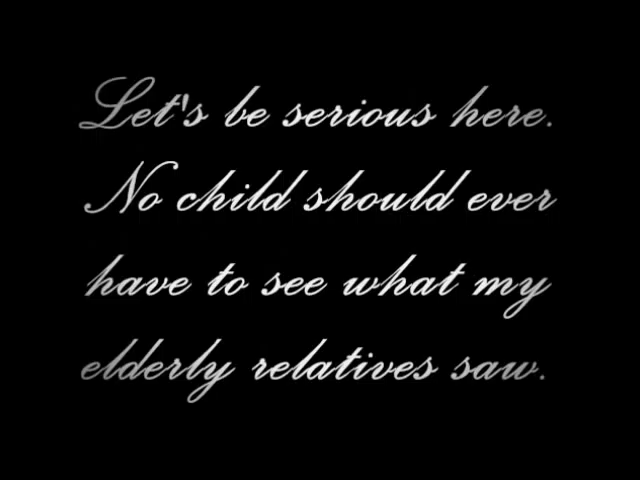 Let's be serious here.
No child should ever
have to see what my
elderly relatives saw.